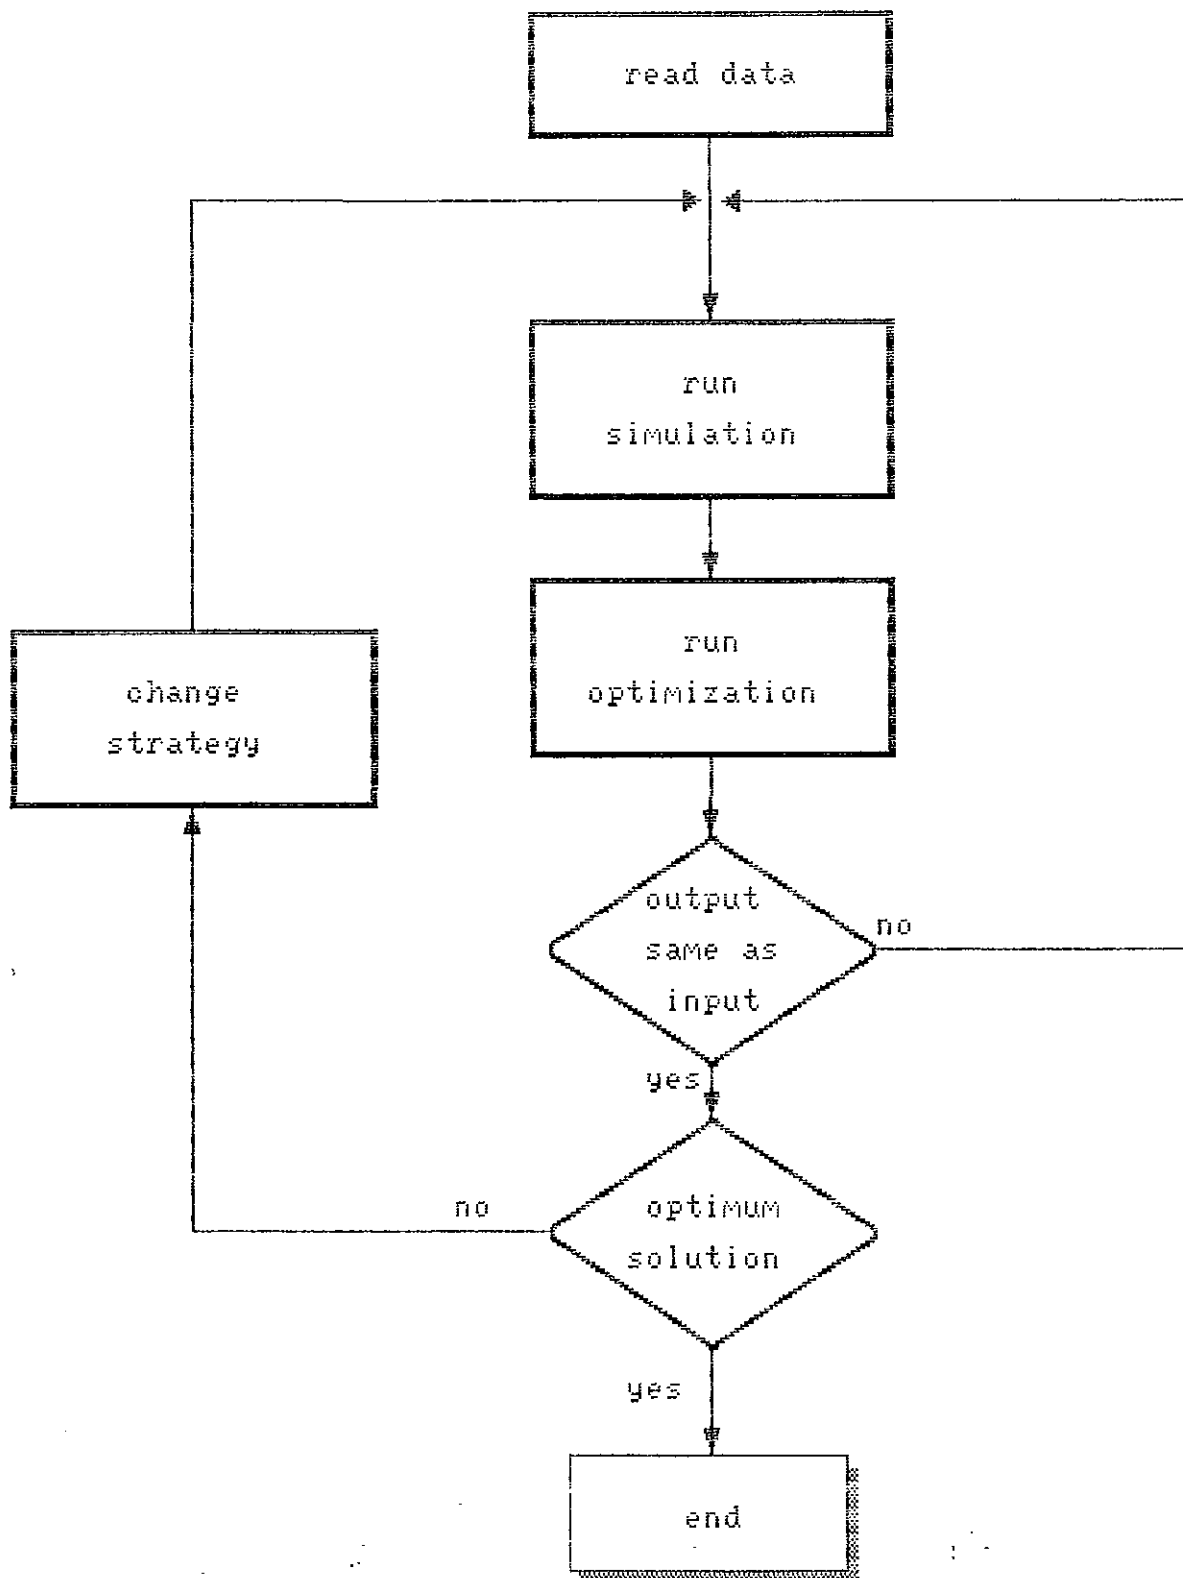 read data
run
simulation
run
optimization
change
strategy
output
same as
input
no
yes
no
optimum
solution
yes
end